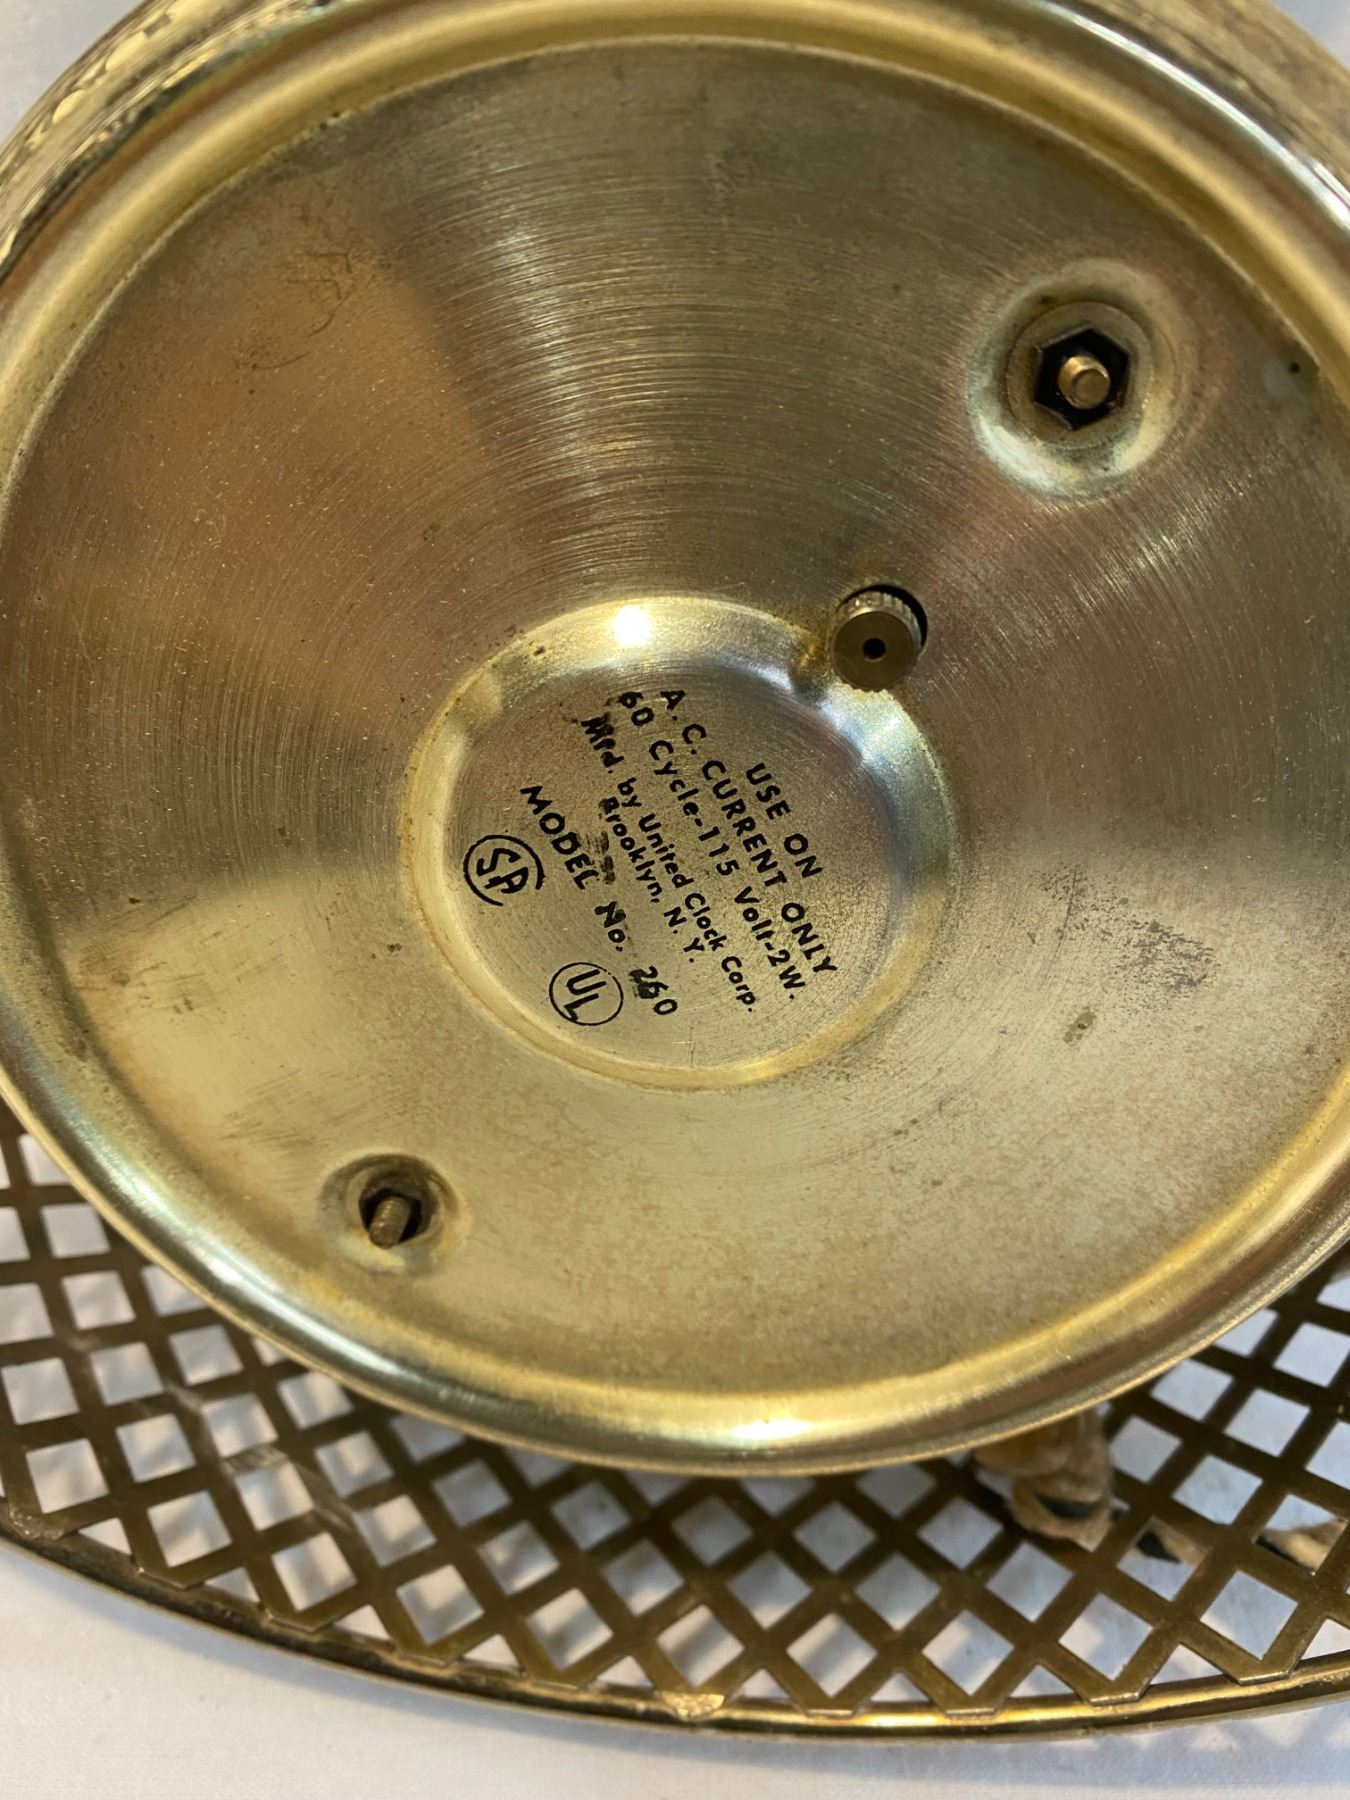 USE ON
A.C. CURRENT ONLY
60 Cycle-115 Volt-2W.
Mfd. by United Clock Corp.
Brooklyn, N.Y.
MODEL No. 260
SA
UL